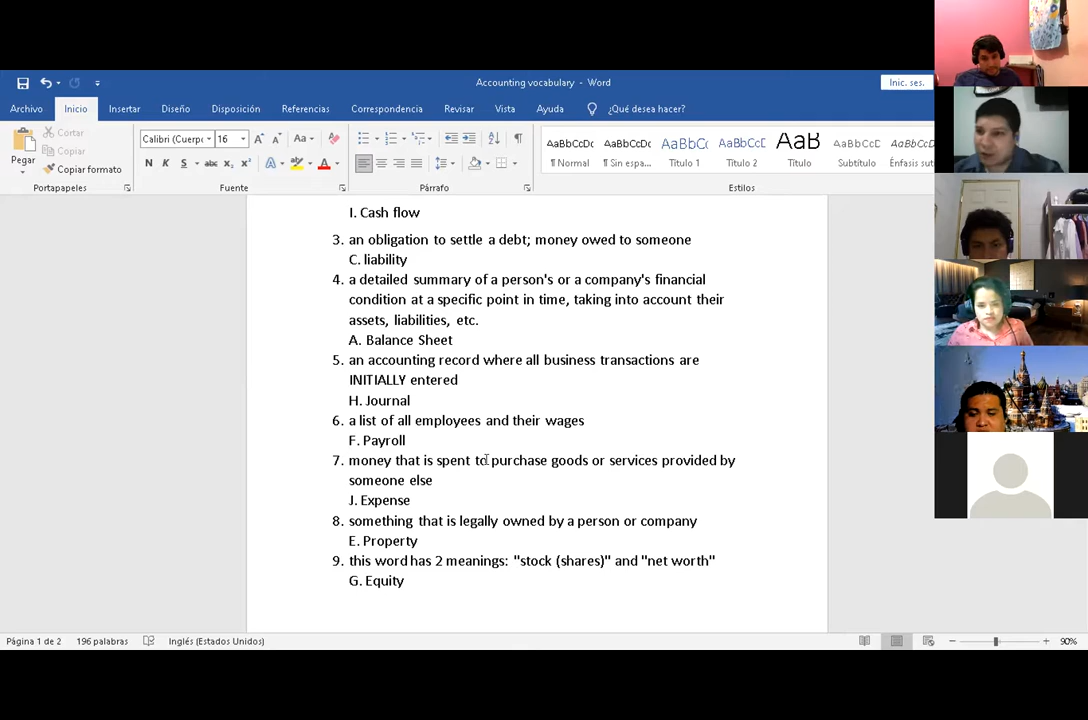 Accounting vocabulary - Word
Inic. ses.
Archivo Inicio Insertar Diseño Disposición Referencias Correspondencia Revisar Vista Ayuda ¿Qué desea hacer?
Pegar
Cortar
Copiar
Copiar formato
Calibri (Cuerpo 16
AaBbCcDc AaBbCcDc AaBbCc AaBbCcD AaB AaBbCcD AaBbCcDc
¶ Normal ¶ Sin espa... Título 1 Título 2 Título Subtítulo Énfasis sut
Portapapeles Fuente Párrafo Estilos
I. Cash flow
3. an obligation to settle a debt; money owed to someone
C. liability
4. a detailed summary of a person's or a company's financial
condition at a specific point in time, taking into account their
assets, liabilities, etc.
A. Balance Sheet
5. an accounting record where all business transactions are
INITIALLY entered
H. Journal
6. a list of all employees and their wages
F. Payroll
7. money that is spent to purchase goods or services provided by
someone else
J. Expense
8. something that is legally owned by a person or company
E. Property
9. this word has 2 meanings: "stock (shares)" and "net worth"
G. Equity
Página 1 de 2 196 palabras Inglés (Estados Unidos) 90%